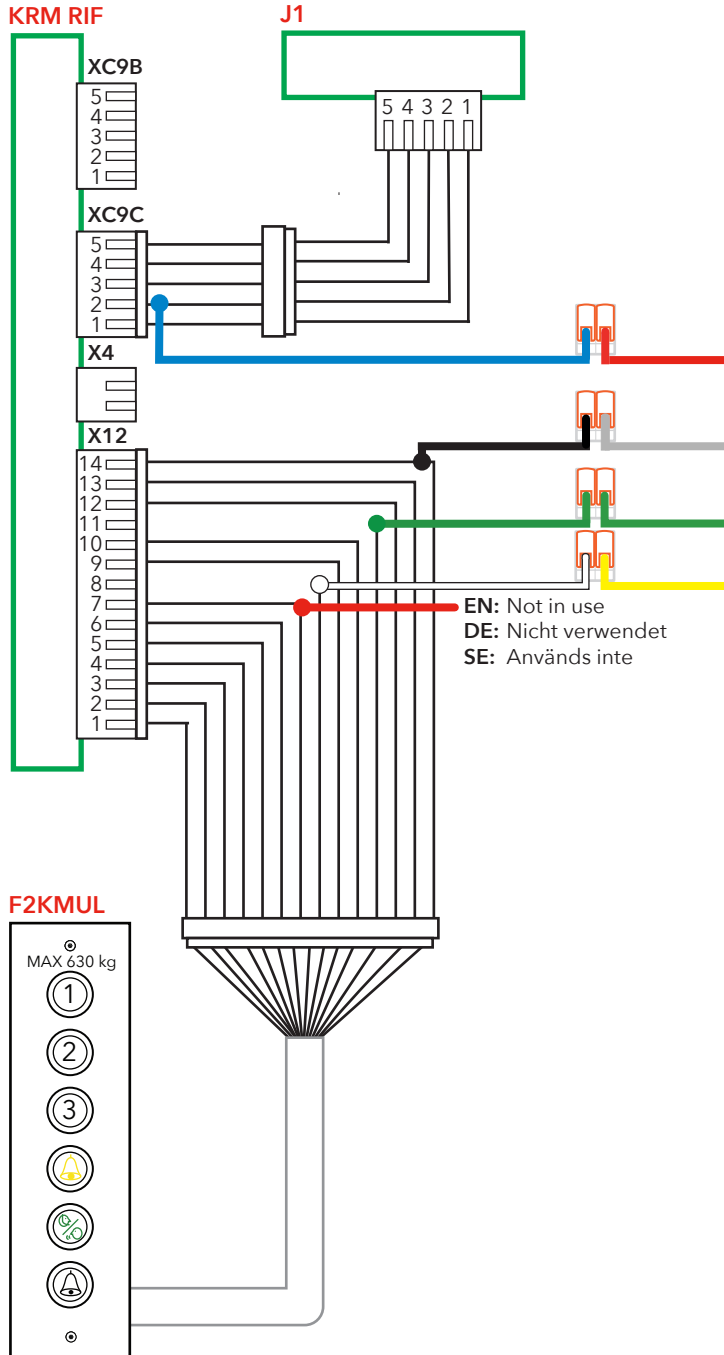 KRM RIF
J1
XC9B
5
4
3
2
1
5 4 3 2 1
XC9C
5
4
3
2
1
X4
X12
14
13
12
11
10
9
8
7
6
5
4
3
2
1
EN: Not in use
DE: Nicht verwendet
SE: Används inte
F2KMUL
MAX 630 kg
1
2
3